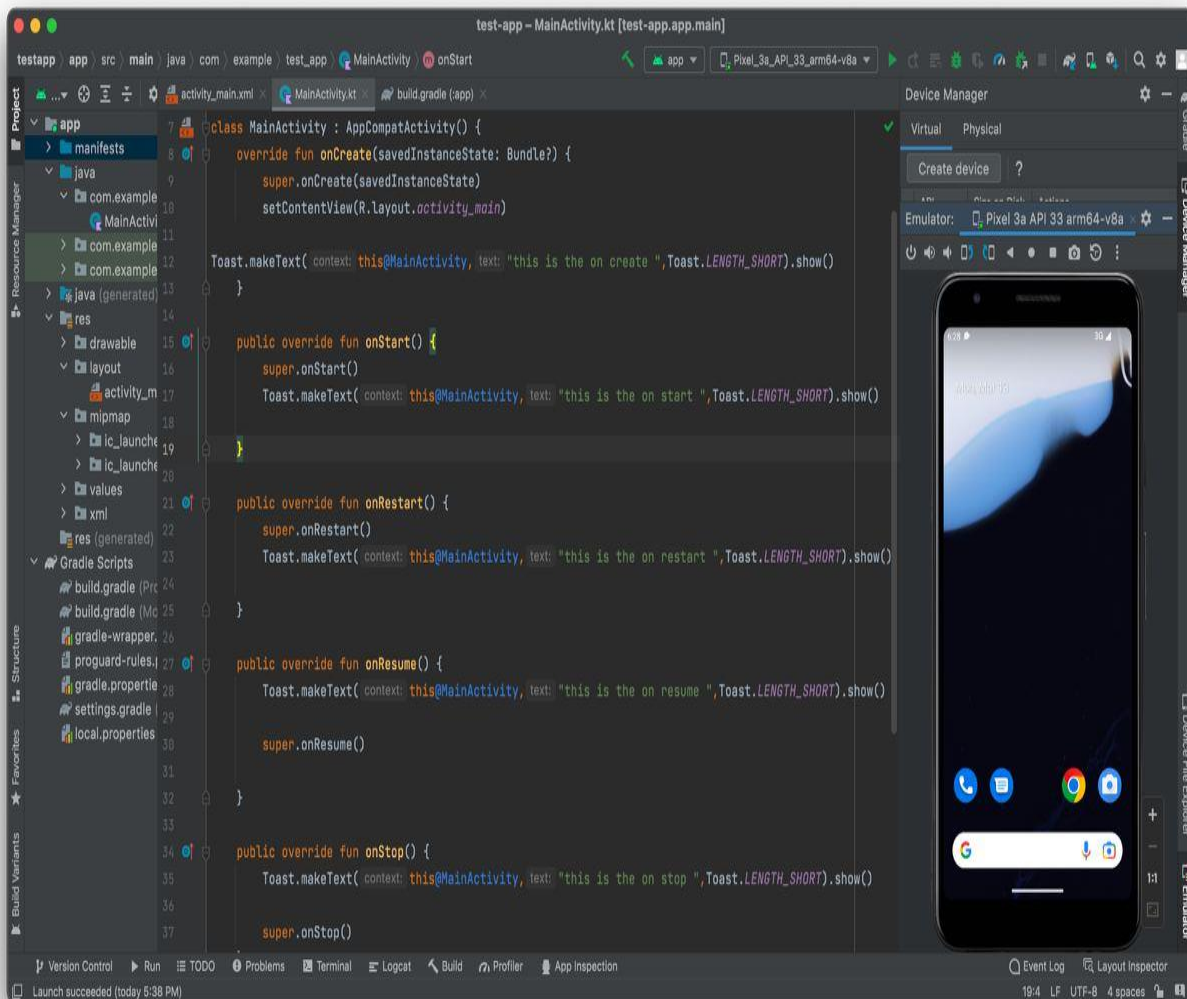 test-app – MainActivity.kt [test-app.app.main]
testapp app src main java com example test_app MainActivity onStart
app Pixel_3a_API_33_arm64-v8a
activity_main.xml MainActivity.kt build.gradle (:app)
Project
Resource Manager
Structure
Favorites
Build Variants
app
manifests
java
com.example
MainActivi
com.example
com.example
java (generated)
res
drawable
layout
activity_m
mipmap
ic_launche
ic_launche
values
xml
res (generated)
Gradle Scripts
build.gradle (Pro
build.gradle (Mo
gradle-wrapper.
proguard-rules.p
gradle.propertie
settings.gradle
local.properties
7 class MainActivity : AppCompatActivity() {
8 override fun onCreate(savedInstanceState: Bundle?) {
9 super.onCreate(savedInstanceState)
10 setContentView(R.layout.activity_main)
11
12 Toast.makeText( context: this@MainActivity, text: "this is the on create ",Toast.LENGTH_SHORT).show()
13 }
14
15 public override fun onStart() {
16 super.onStart()
17 Toast.makeText( context: this@MainActivity, text: "this is the on start ",Toast.LENGTH_SHORT).show()
18
19 }
20
21 public override fun onRestart() {
22 super.onRestart()
23 Toast.makeText( context: this@MainActivity, text: "this is the on restart ",Toast.LENGTH_SHORT).show()
24
25 }
26
27 public override fun onResume() {
28 Toast.makeText( context: this@MainActivity, text: "this is the on resume ",Toast.LENGTH_SHORT).show()
29
30 super.onResume()
31
32 }
33
34 public override fun onStop() {
35 Toast.makeText( context: this@MainActivity, text: "this is the on stop ",Toast.LENGTH_SHORT).show()
36
37 super.onStop()
Device Manager
Virtual Physical
Create device ?
API Size on Disk Actions
Emulator: Pixel 3a API 33 arm64-v8a
6:28 3G
1:1
Gradle
Device Manager
Device File Explorer
Emulator
Version Control Run TODO Problems Terminal Logcat Build Profiler App Inspection
Event Log Layout Inspector
Launch succeeded (today 5:38 PM)
19:4 LF UTF-8 4 spaces